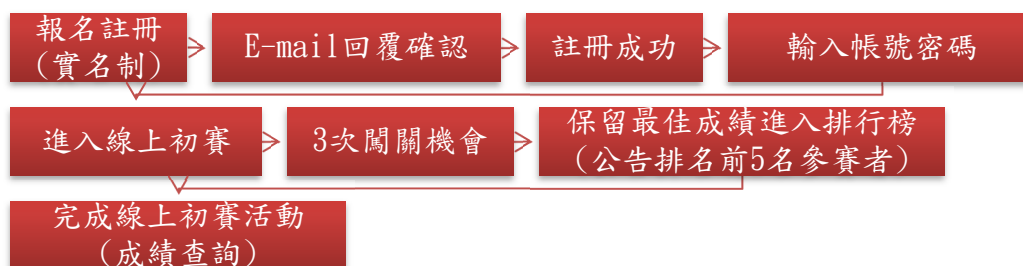 報名註冊
(實名制)
E-mail回覆確認
註冊成功
輸入帳號密碼
進入線上初賽
3次闖關機會
保留最佳成績進入排行榜
(公告排名前5名參賽者)
完成線上初賽活動
(成績查詢)